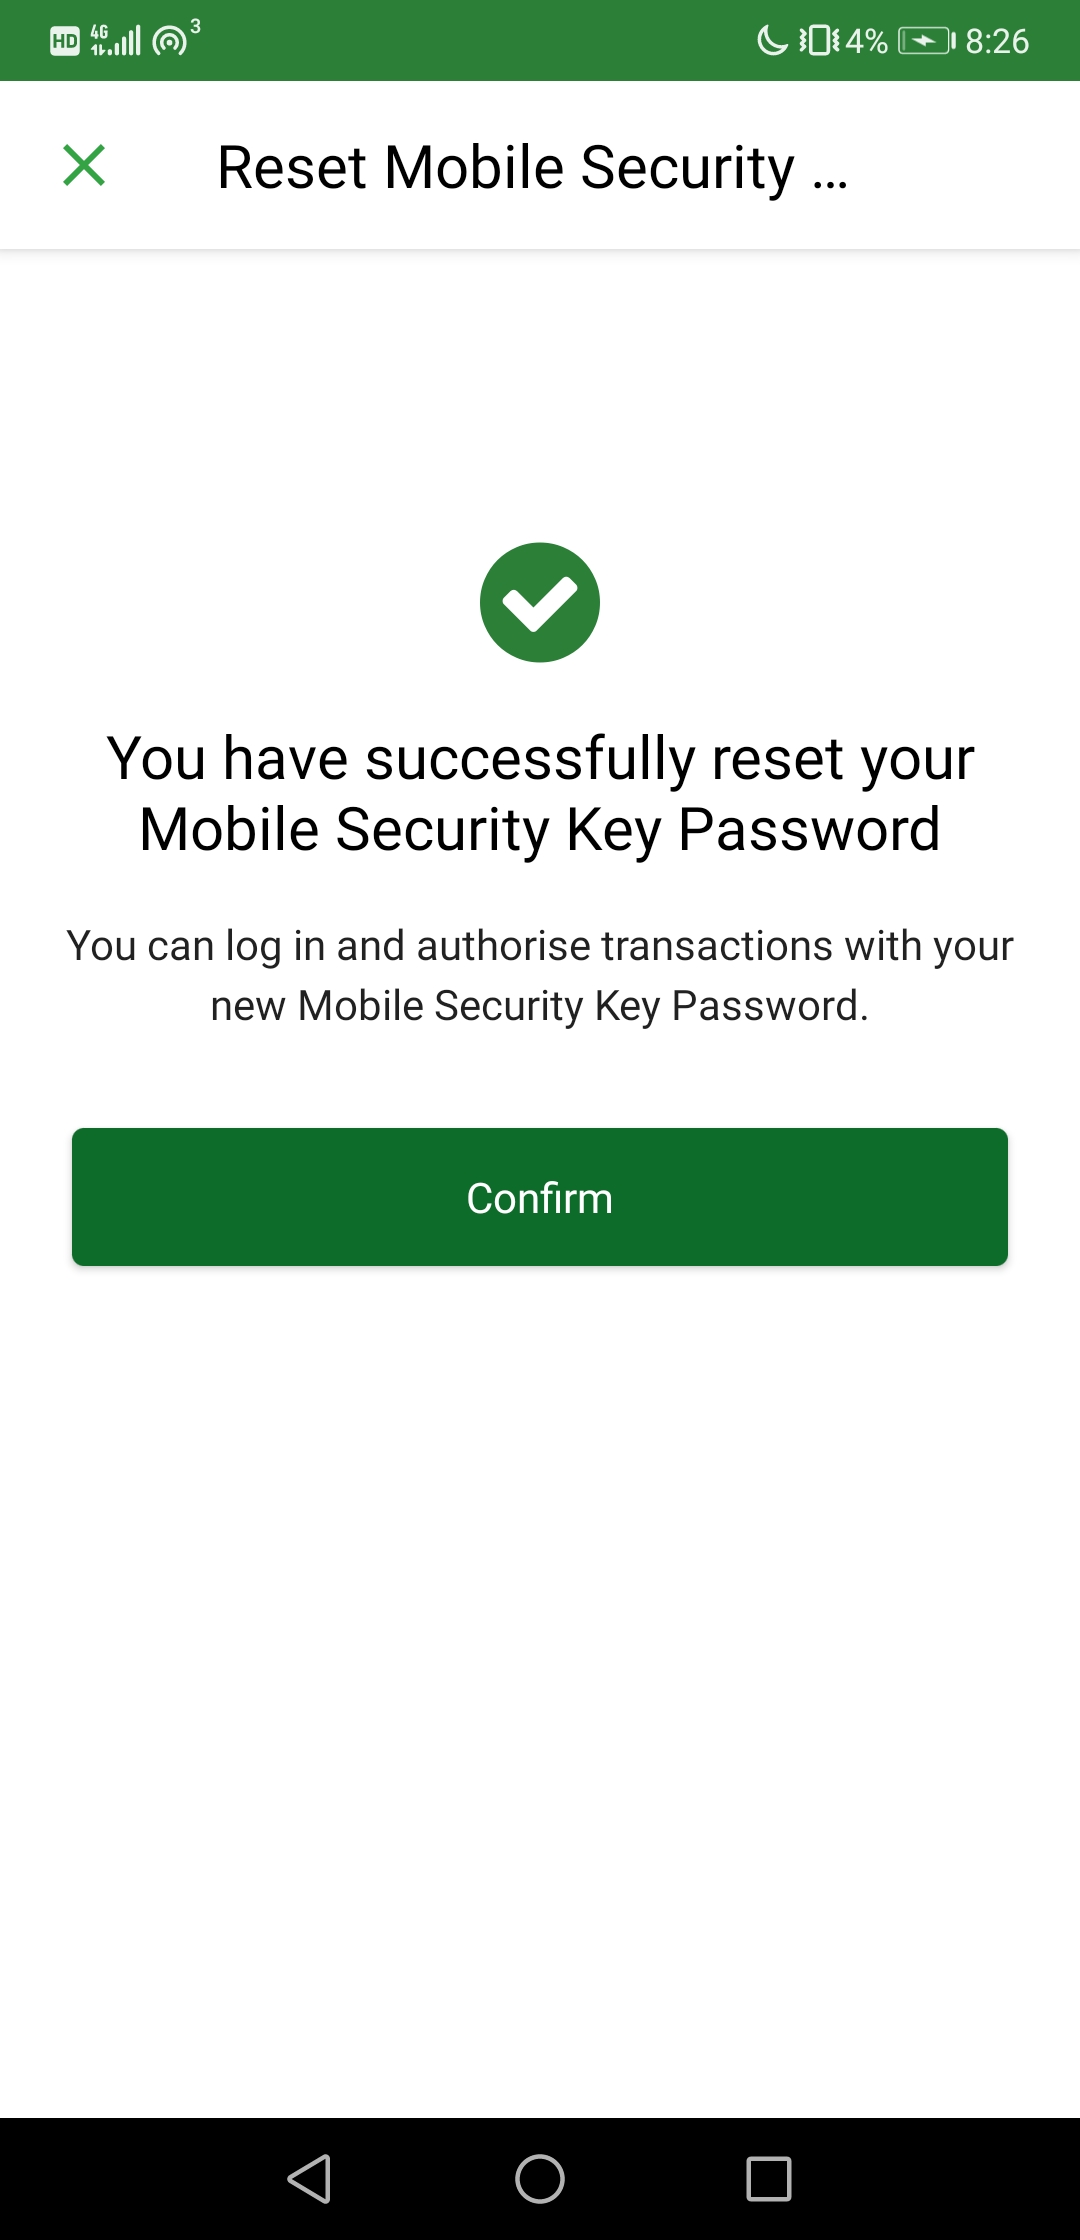 HD 4G 3 4% 8:26
Reset Mobile Security ...
You have successfully reset your
Mobile Security Key Password
You can log in and authorise transactions with your
new Mobile Security Key Password.
Confirm